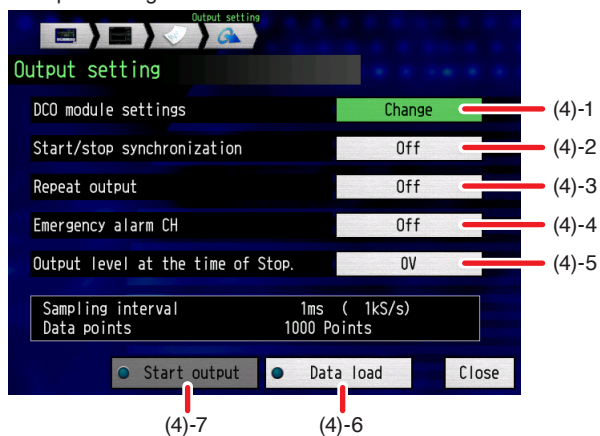 Output setting
Output setting
DCO module settings Change (4)-1
Start/stop synchronization Off (4)-2
Repeat output Off (4)-3
Emergency alarm CH Off (4)-4
Output level at the time of Stop. 0V (4)-5
Sampling interval 1ms ( 1kS/s)
Data points 1000 Points
Start output Data load Close
(4)-7 (4)-6